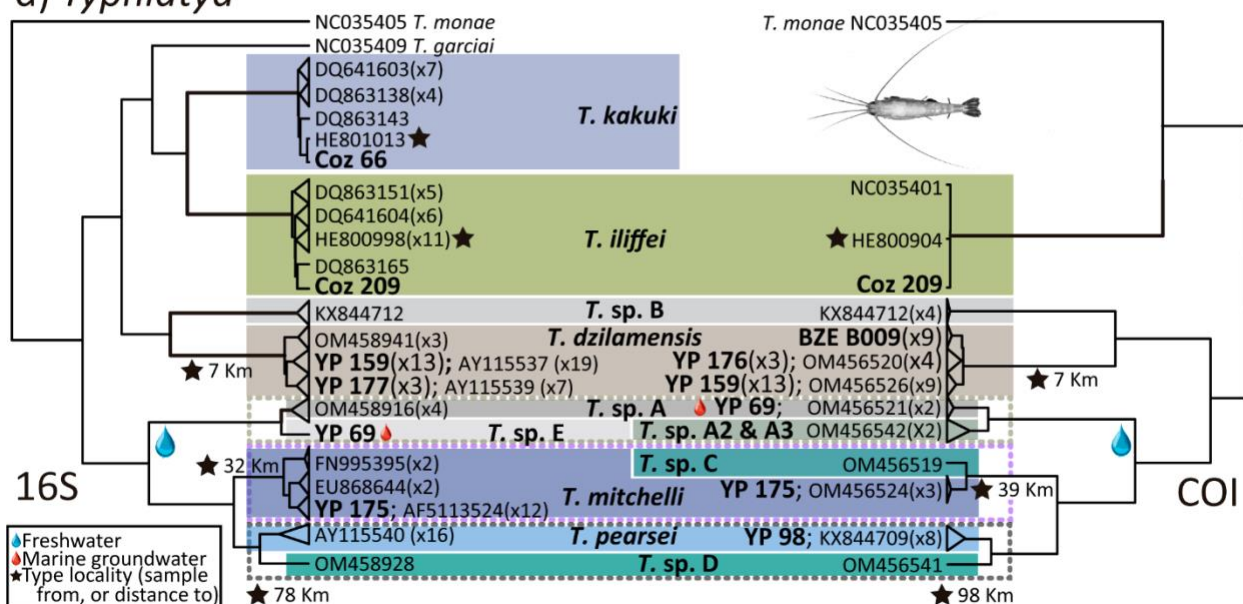 d) Typhlatya
NC035405 T. monae
T. monae NC035405
NC035409 T. garciai
DQ641603(x7)
DQ863138(x4)
DQ863143
HE801013
Coz 66
T. kakuki
DQ863151(x5)
DQ641604(x6)
HE800998(x11)
DQ863165
Coz 209
T. iliffei
NC035401
HE800904
Coz 209
KX844712
T. sp. B
KX844712(x4)
OM458941(x3)
T. dzilamensis
BZE B009(x9)
YP 159(x13); AY115537 (x19)
YP 176(x3); OM456520(x4)
YP 177(x3); AY115539 (x7)
YP 159(x13); OM456526(x9)
7 Km
7 Km
OM458916(x4)
T. sp. A
YP 69; OM456521(x2)
YP 69
T. sp. E
T. sp. A2 & A3
OM456542(X2)
32 Km
FN995395(x2)
T. sp. C
OM456519
EU868644(x2)
T. mitchelli
YP 175; OM456524(x3)
39 Km
YP 175; AF5113524(x12)
16S
COI
AY115540 (x16)
T. pearsei
YP 98; KX844709(x8)
OM458928
T. sp. D
OM456541
78 Km
98 Km
Freshwater
Marine groundwater
Type locality (sample
from, or distance to)